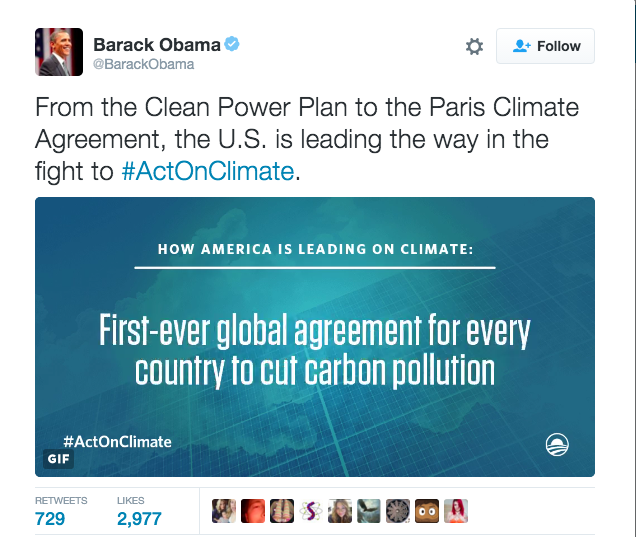 Barack Obama
@BarackObama
Follow
From the Clean Power Plan to the Paris Climate
Agreement, the U.S. is leading the way in the
fight to #ActOnClimate.
HOW AMERICA IS LEADING ON CLIMATE:
First-ever global agreement for every
country to cut carbon pollution
#ActOnClimate
GIF
RETWEETS LIKES
729 2,977